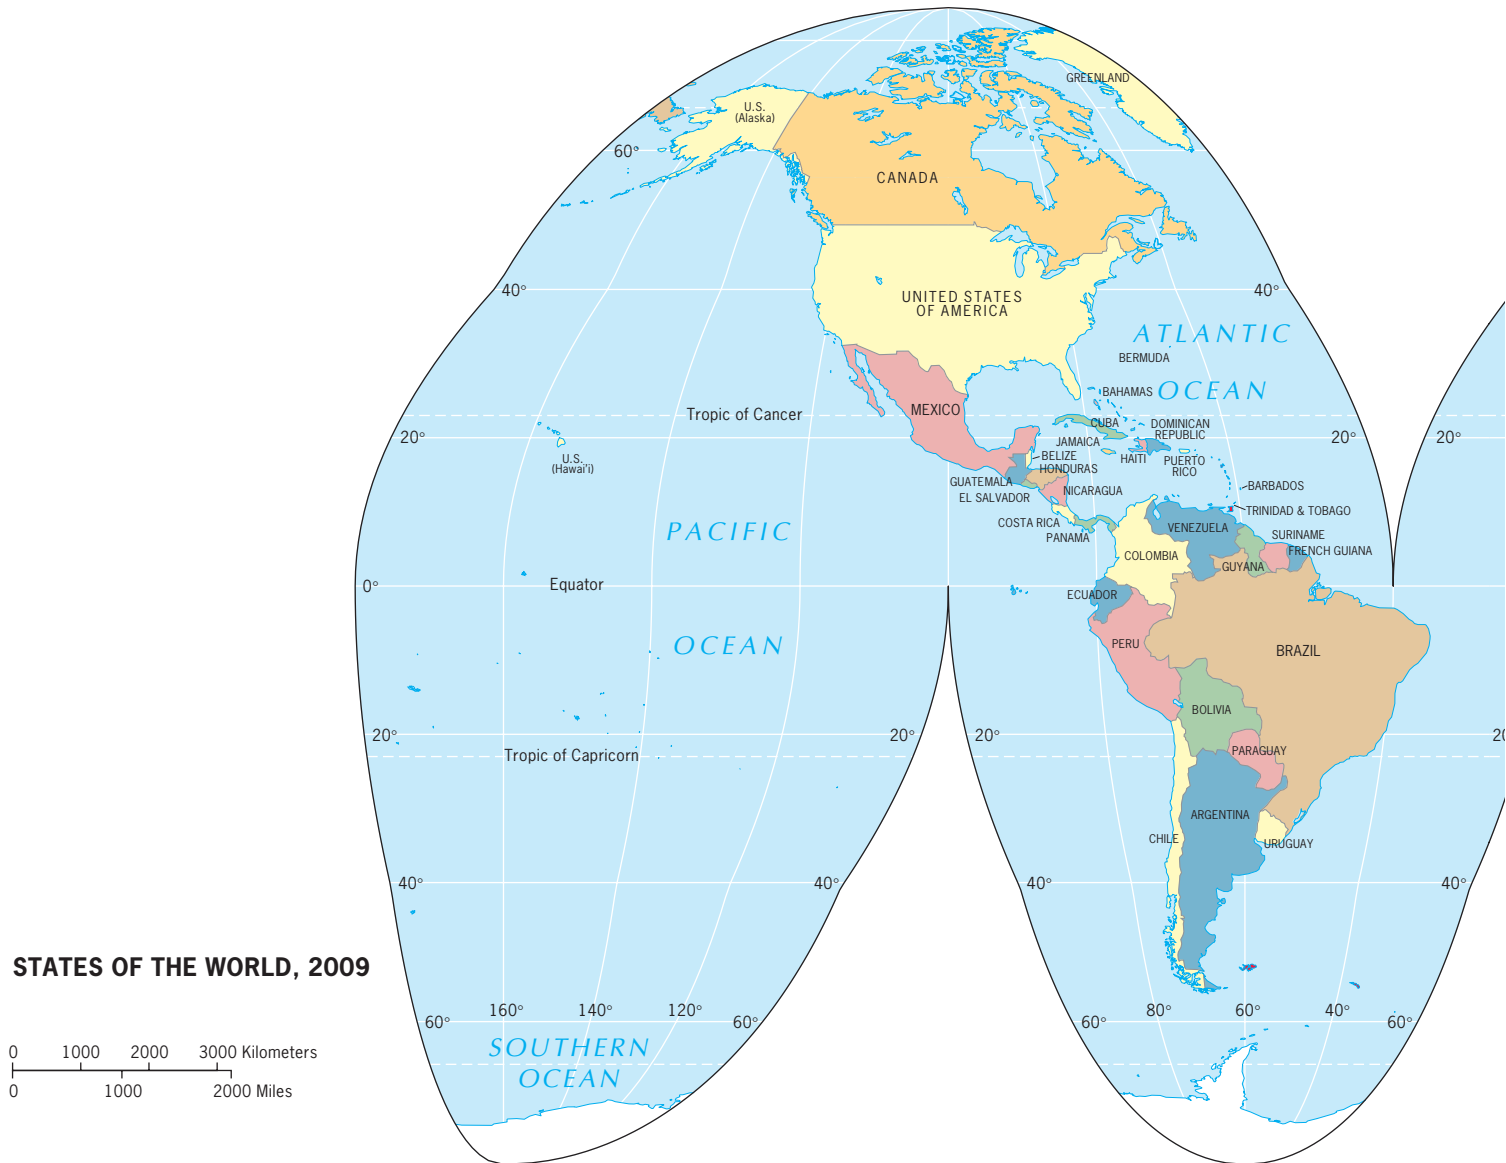 GREENLAND
U.S.
(Alaska)
60°
CANADA
40°
UNITED STATES
OF AMERICA
40°
ATLANTIC
OCEAN
BERMUDA
BAHAMAS
Tropic of Cancer
MEXICO
CUBA
DOMINICAN
REPUBLIC
20°
20°
20°
JAMAICA
BELIZE
HAITI
PUERTO
RICO
U.S.
(Hawai'i)
HONDURAS
GUATEMALA
NICARAGUA
EL SALVADOR
BARBADOS
TRINIDAD & TOBAGO
COSTA RICA
PANAMA
PACIFIC
OCEAN
VENEZUELA
SURINAME
FRENCH GUIANA
COLOMBIA
GUYANA
0°
Equator
ECUADOR
PERU
BRAZIL
BOLIVIA
20°
20°
20°
20
Tropic of Capricorn
PARAGUAY
ARGENTINA
CHILE
URUGUAY
40°
40°
40°
40°
STATES OF THE WORLD, 2009
60°
160°
140°
120°
60°
60°
80°
60°
40°
60°
SOUTHERN
OCEAN
0 1000 2000 3000 Kilometers
0 1000 2000 Miles